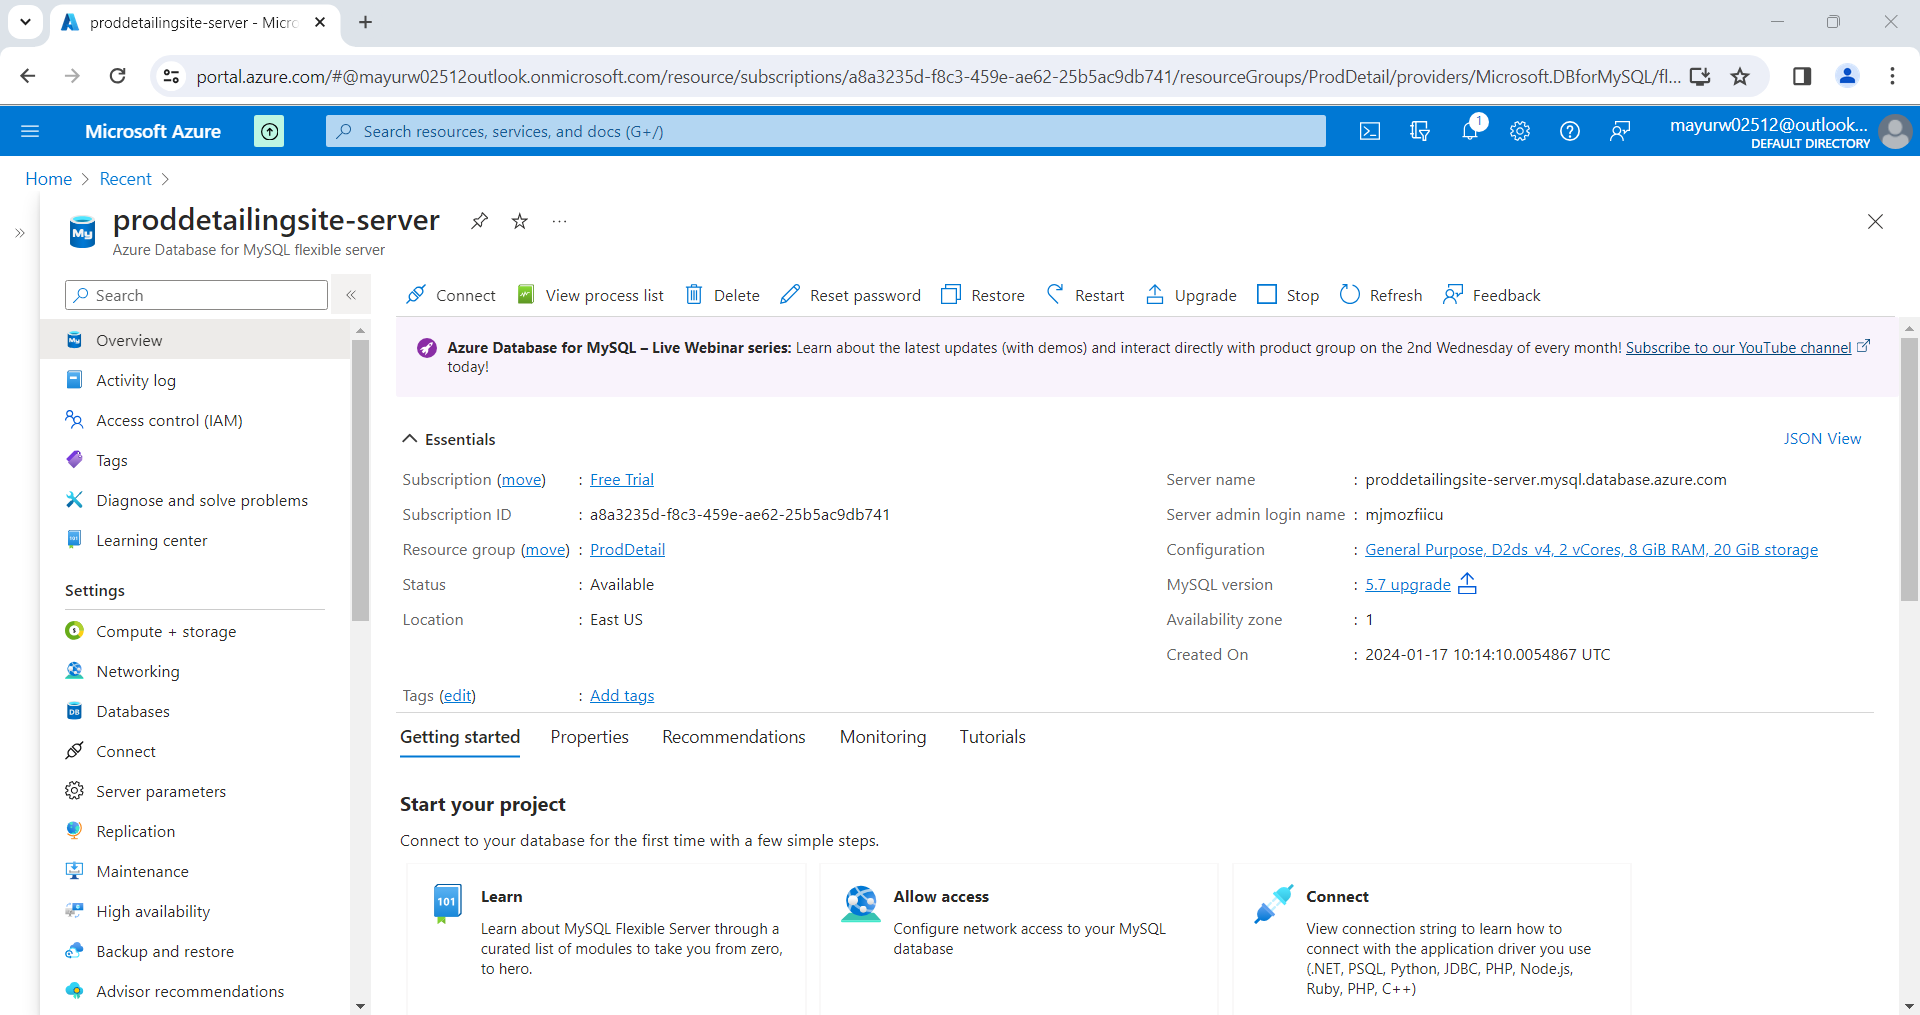 proddetailingsite-server - Micro
portal.azure.com/#@mayurw02512outlook.onmicrosoft.com/resource/subscriptions/a8a3235d-f8c3-459e-ae62-25b5ac9db741/resourceGroups/ProdDetail/providers/Microsoft.DBforMySQL/fl...
Microsoft Azure
Search resources, services, and docs (G+/)
1
mayurw02512@outlook...
DEFAULT DIRECTORY
Home
Recent
My
proddetailingsite-server
...
Azure Database for MySQL flexible server
Search
Connect
View process list
Delete
Reset password
Restore
Restart
Upgrade
Stop
Refresh
Feedback
Overview
Activity log
Access control (IAM)
Tags
Diagnose and solve problems
Learning center
Settings
Compute + storage
Networking
Databases
Connect
Server parameters
Replication
Maintenance
High availability
Backup and restore
Advisor recommendations
Azure Database for MySQL – Live Webinar series: Learn about the latest updates (with demos) and interact directly with product group on the 2nd Wednesday of every month! Subscribe to our YouTube channel
today!
Essentials
JSON View
Subscription (move) : Free Trial
Subscription ID : a8a3235d-f8c3-459e-ae62-25b5ac9db741
Resource group (move) : ProdDetail
Status : Available
Location : East US
Server name : proddetailingsite-server.mysql.database.azure.com
Server admin login name : mjmozfiicu
Configuration : General Purpose, D2ds_v4, 2 vCores, 8 GiB RAM, 20 GiB storage
MySQL version : 5.7 upgrade
Availability zone : 1
Created On : 2024-01-17 10:14:10.0054867 UTC
Tags (edit) : Add tags
Getting started
Properties
Recommendations
Monitoring
Tutorials
Start your project
Connect to your database for the first time with a few simple steps.
101
Learn
Learn about MySQL Flexible Server through a
curated list of modules to take you from zero,
to hero.
Allow access
Configure network access to your MySQL
database
Connect
View connection string to learn how to
connect with the application driver you use
(.NET, PSQL, Python, JDBC, PHP, Node.js,
Ruby, PHP, C++)